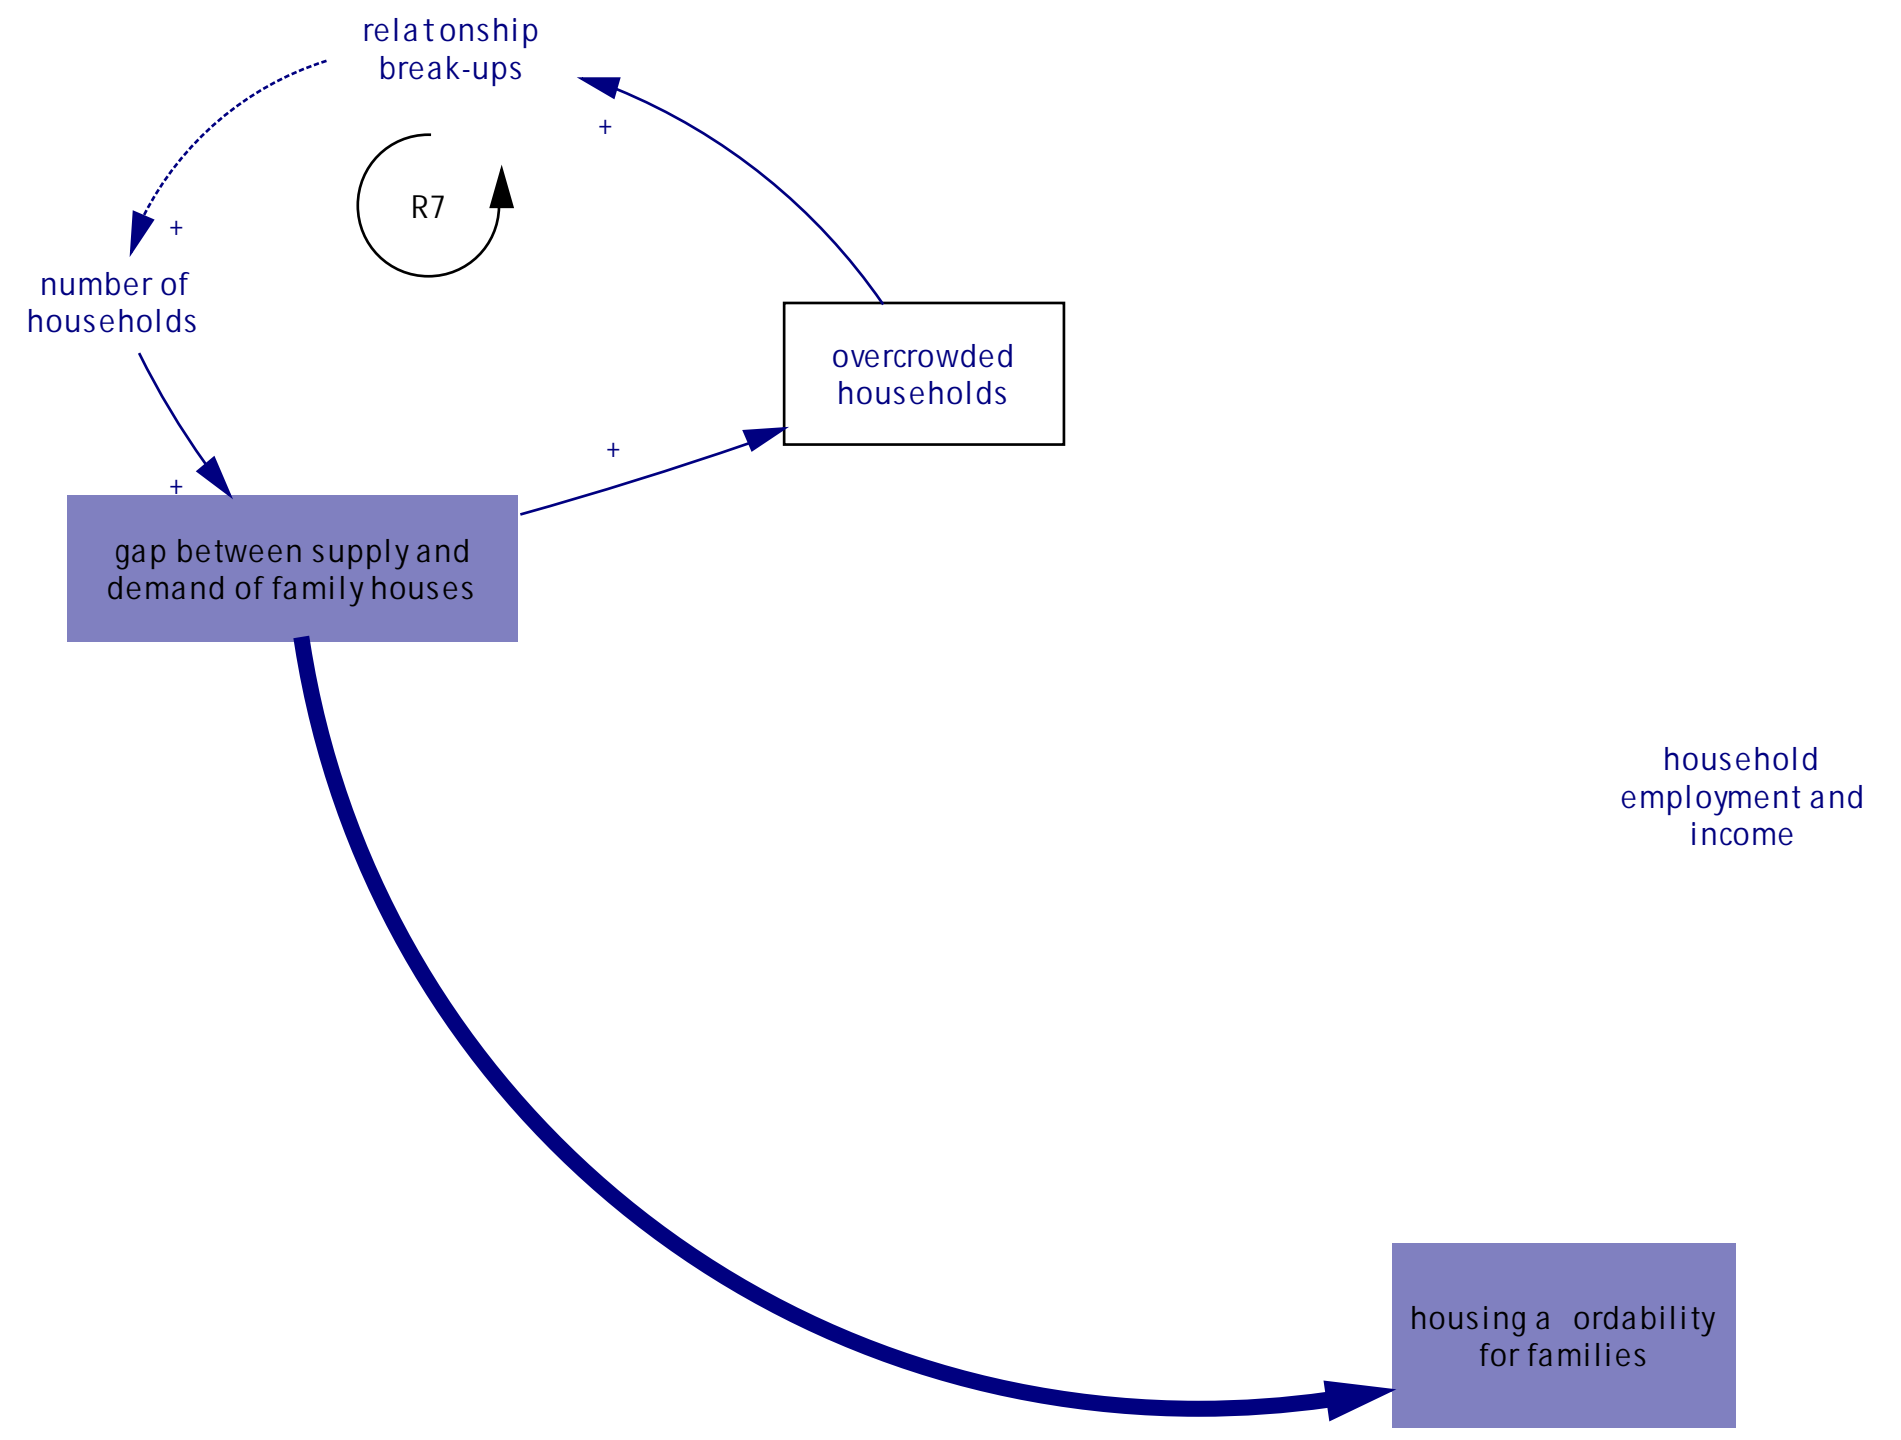 relatonship
break-ups
+
R7
+
number of
households
overcrowded
households
+
+
gap between supply and
demand of family houses
household
employment and
income
housing a ordability
for families